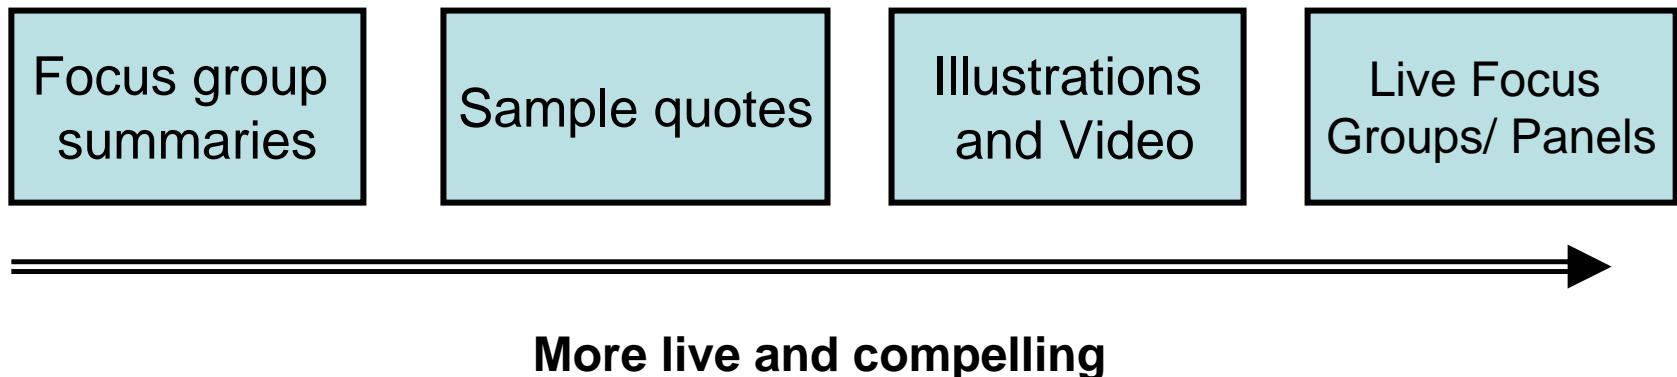 Focus group
summaries
Sample quotes
Illustrations
and Video
Live Focus
Groups/ Panels
More live and compelling